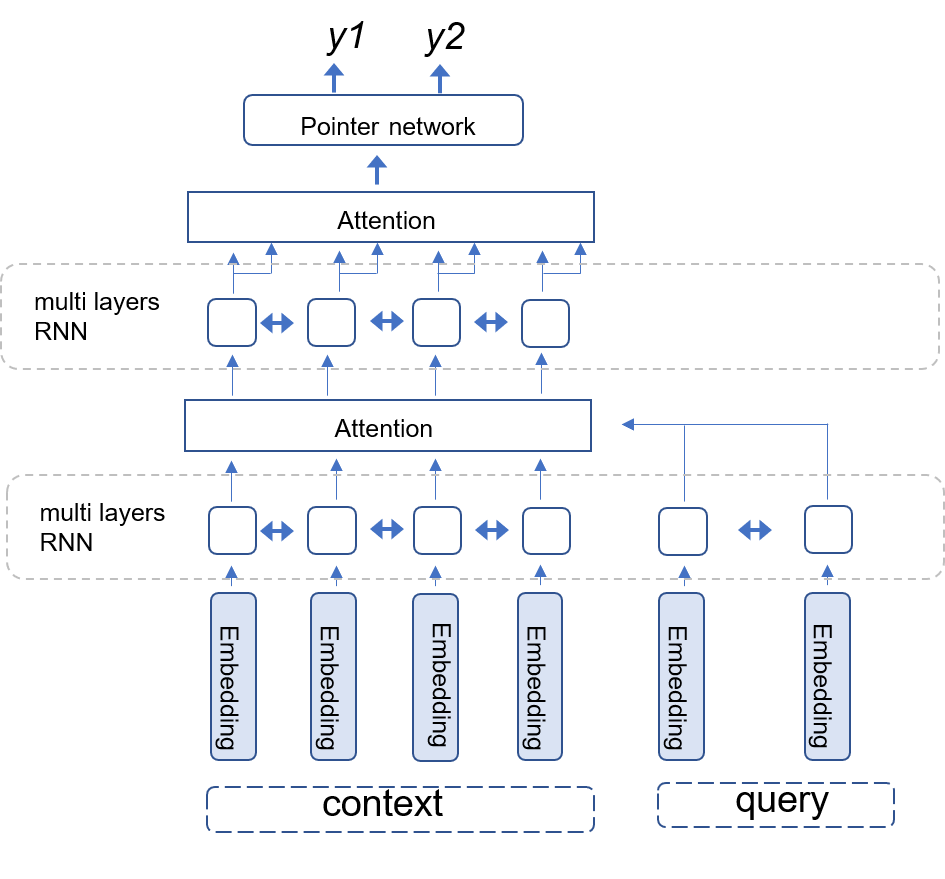 y1 y2
Pointer network
Attention
multi layers
RNN
Attention
multi layers
RNN
Embedding
Embedding
Embedding
Embedding
Embedding
Embedding
context
query